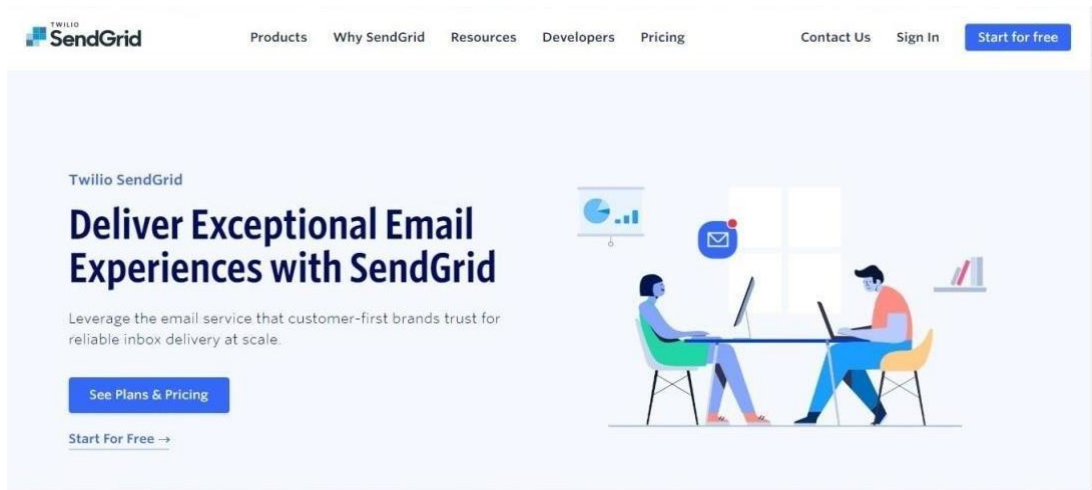 TWILIO
SendGrid
Products Why SendGrid Resources Developers Pricing Contact Us Sign In Start for free
Twilio SendGrid
Deliver Exceptional Email
Experiences with SendGrid
Leverage the email service that customer-first brands trust for
reliable inbox delivery at scale.
See Plans & Pricing
Start For Free →